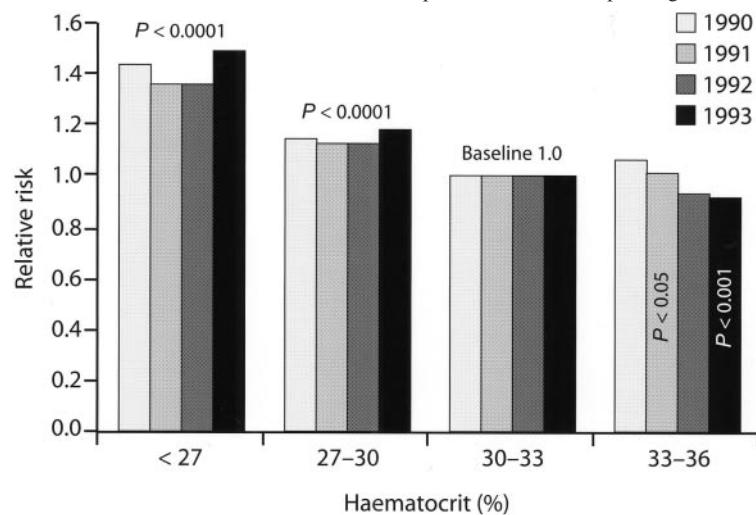 1990
1991
1992
1993
1.6
1.4
1.2
1.0
0.8
0.6
0.4
0.2
0.0
Relative risk
P < 0.0001
P < 0.0001
Baseline 1.0
P < 0.05
P < 0.001
< 27
27–30
30–33
33–36
Haematocrit (%)